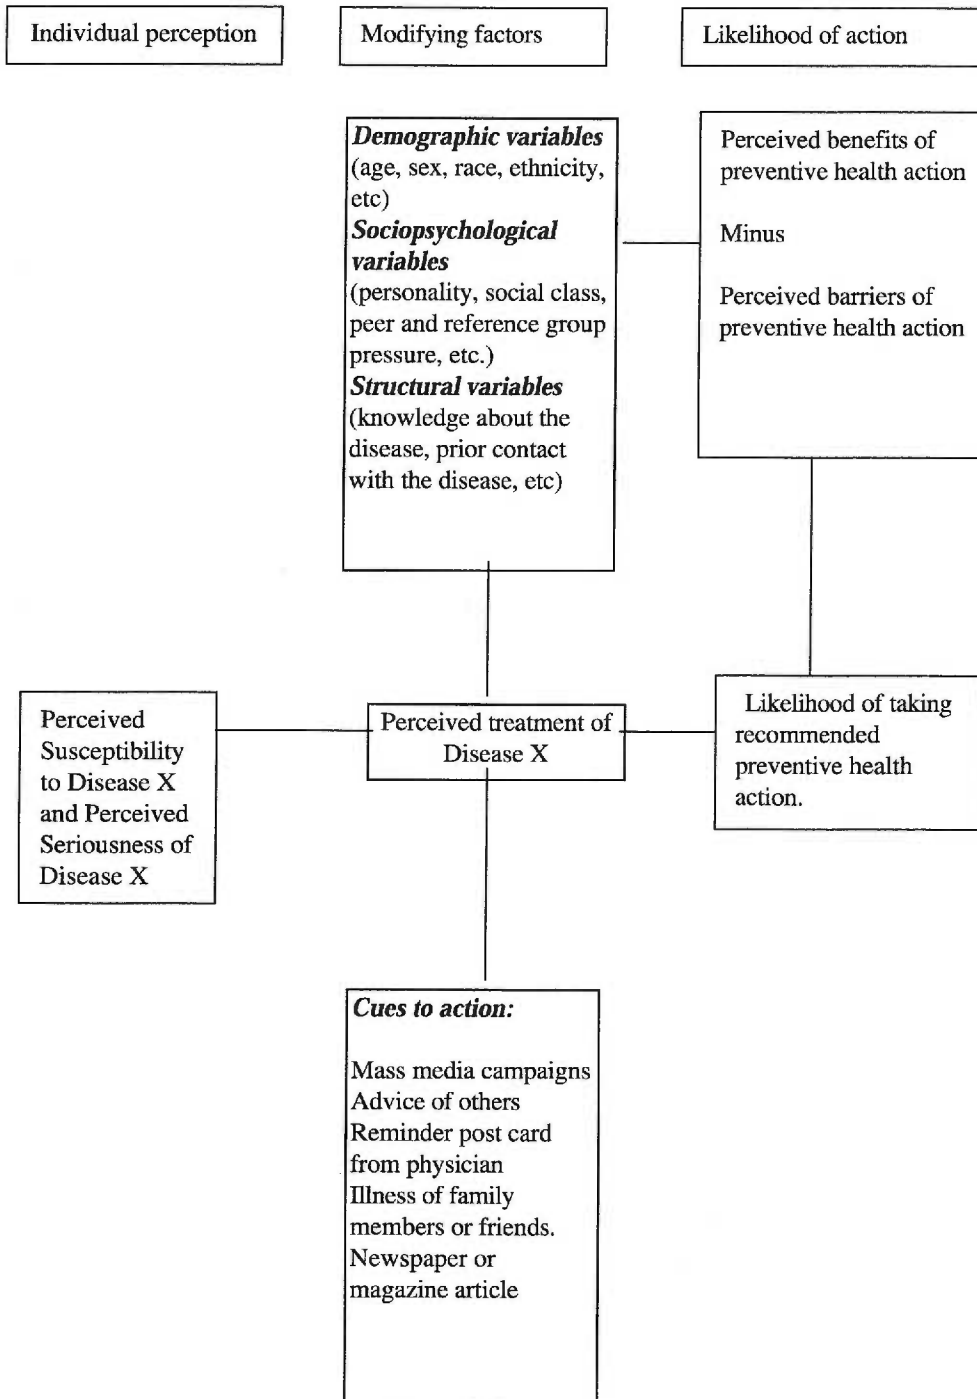 Individual perception
Modifying factors
Likelihood of action
Demographic variables
(age, sex, race, ethnicity,
etc)
Sociopsychological
variables
(personality, social class,
peer and reference group
pressure, etc.)
Structural variables
(knowledge about the
disease, prior contact
with the disease, etc)
Perceived benefits of
preventive health action
Minus
Perceived barriers of
preventive health action
Perceived
Susceptibility
to Disease X
and Perceived
Seriousness of
Disease X
Perceived treatment of
Disease X
Likelihood of taking
recommended
preventive health
action.
Cues to action:
Mass media campaigns
Advice of others
Reminder post card
from physician
Illness of family
members or friends.
Newspaper or
magazine article